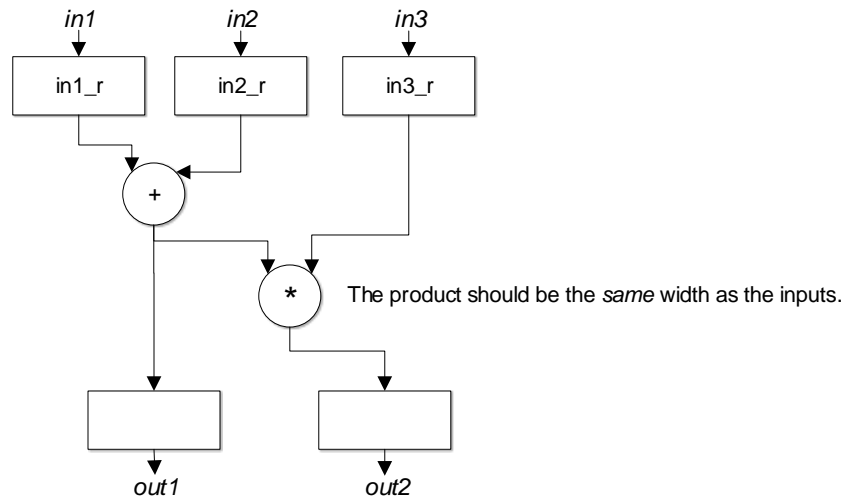 in1 in2 in3
in1_r in2_r in3_r
+
* The product should be the same width as the inputs.
out1 out2